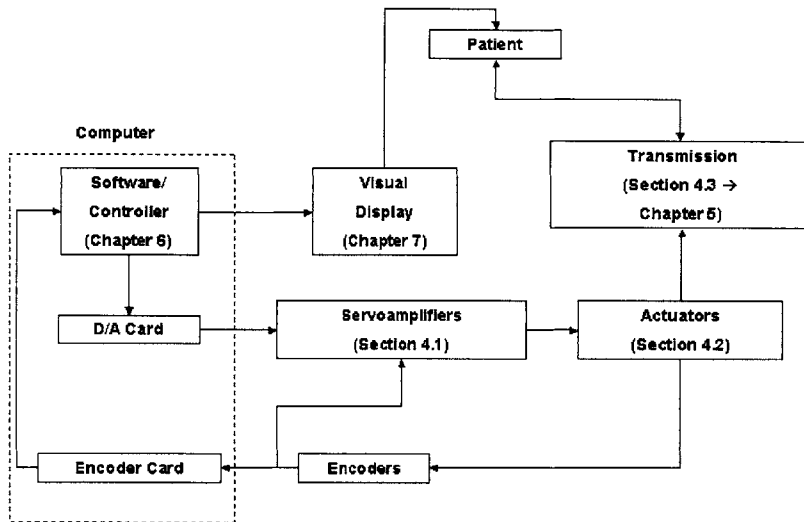 Patient
Computer
Transmission
(Section 4.3 →
Chapter 5)
Software/
Controller
(Chapter 6)
Visual
Display
(Chapter 7)
D/A Card
Servoamplifiers
(Section 4.1)
Actuators
(Section 4.2)
Encoder Card
Encoders